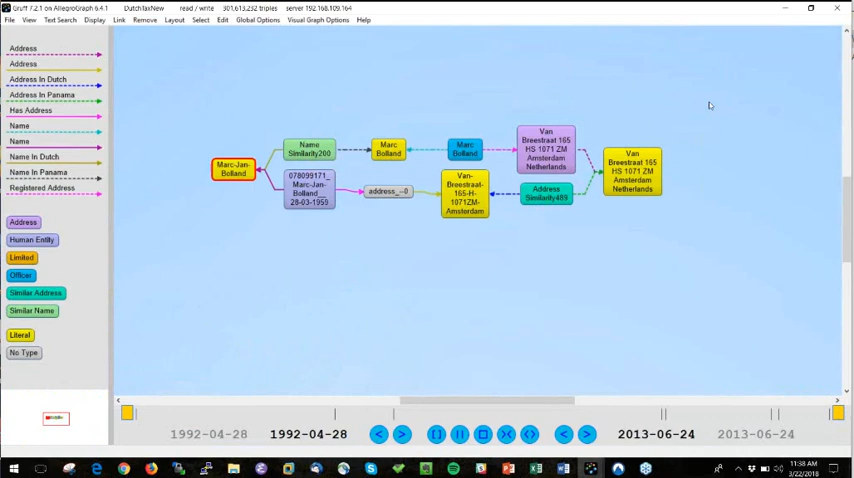 Gruff 7.2.1 on AllegroGraph 6.4.1 DutchTaxNew read / write 301,613,232 triples server 192.168.109.164
File View Text Search Display Link Remove Layout Select Edit Global Options Visual Graph Options Help
Address
Address
Address In Dutch
Address In Panama
Has Address
Name
Name
Name In Dutch
Name In Panama
Registered Address
Address
Human Entity
Limited
Officer
Similar Address
Similar Name
Literal
No Type
Marc-Jan-
Bolland
Name
Similarity200
078099171_
Marc-Jan-
Bolland__
28-03-1959
Marc
Bolland
address_--0
Marc
Bolland
Van-
Breestraat-
165-H-
1071ZM-
Amsterdam
Van
Breestraat 165
HS 1071 ZM
Amsterdam
Netherlands
Address
Similarity489
Van
Breestraat 165
HS 1071 ZM
Amsterdam
Netherlands
1992-04-28 1992-04-28 2013-06-24 2013-06-24
11:38 AM
3/22/2018